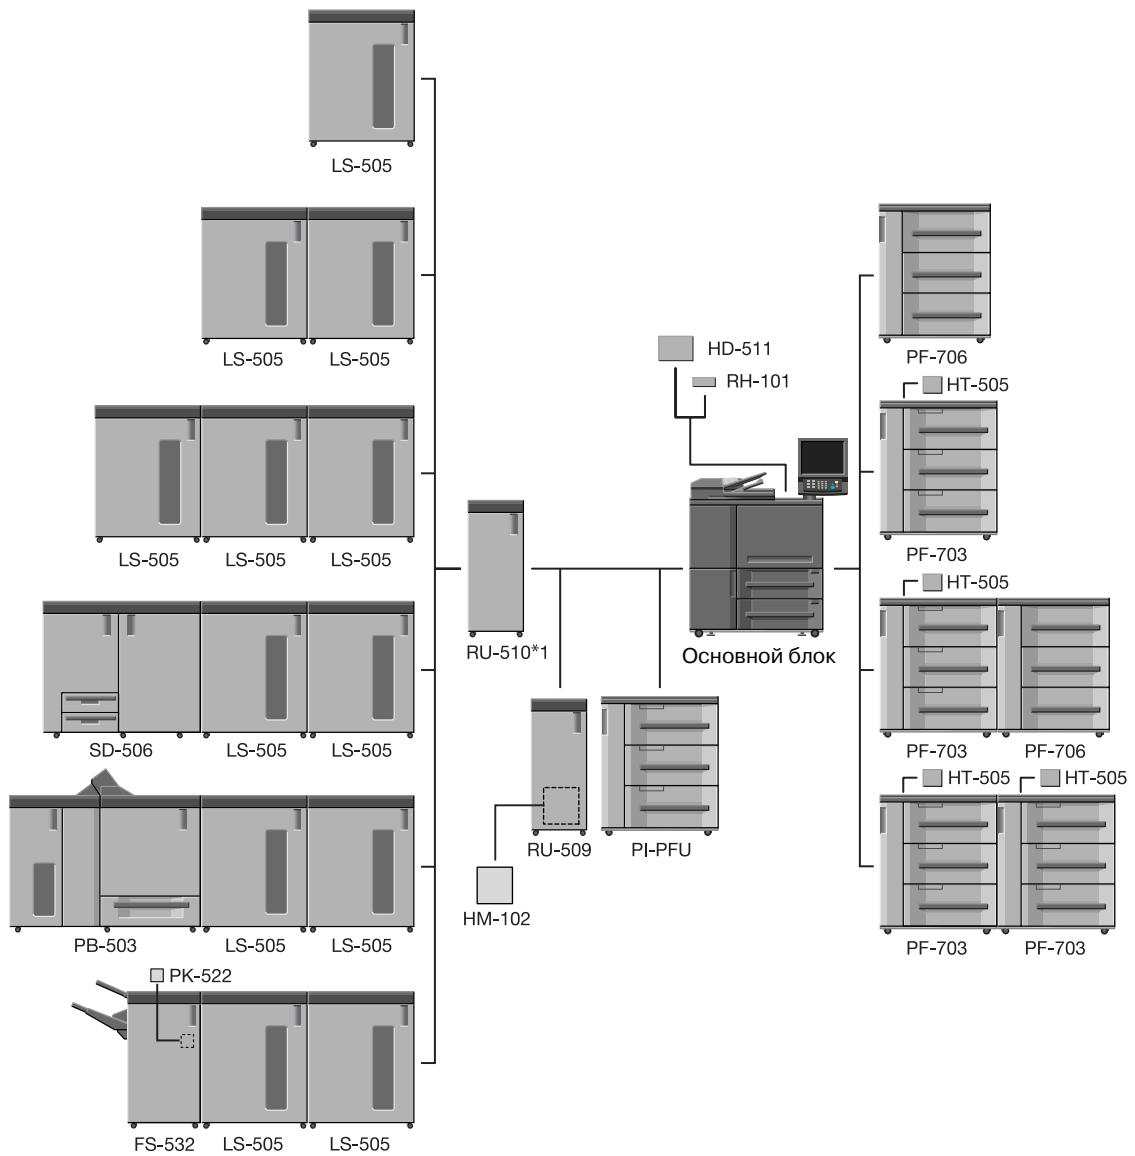 LS-505
LS-505 LS-505
LS-505 LS-505 LS-505
SD-506 LS-505 LS-505
PB-503 LS-505 LS-505
PK-522
FS-532 LS-505 LS-505
RU-510*1
HD-511
RH-101
Основной блок
RU-509
PI-PFU
HM-102
PF-706
HT-505
PF-703
HT-505
PF-703 PF-706
HT-505 HT-505
PF-703 PF-703